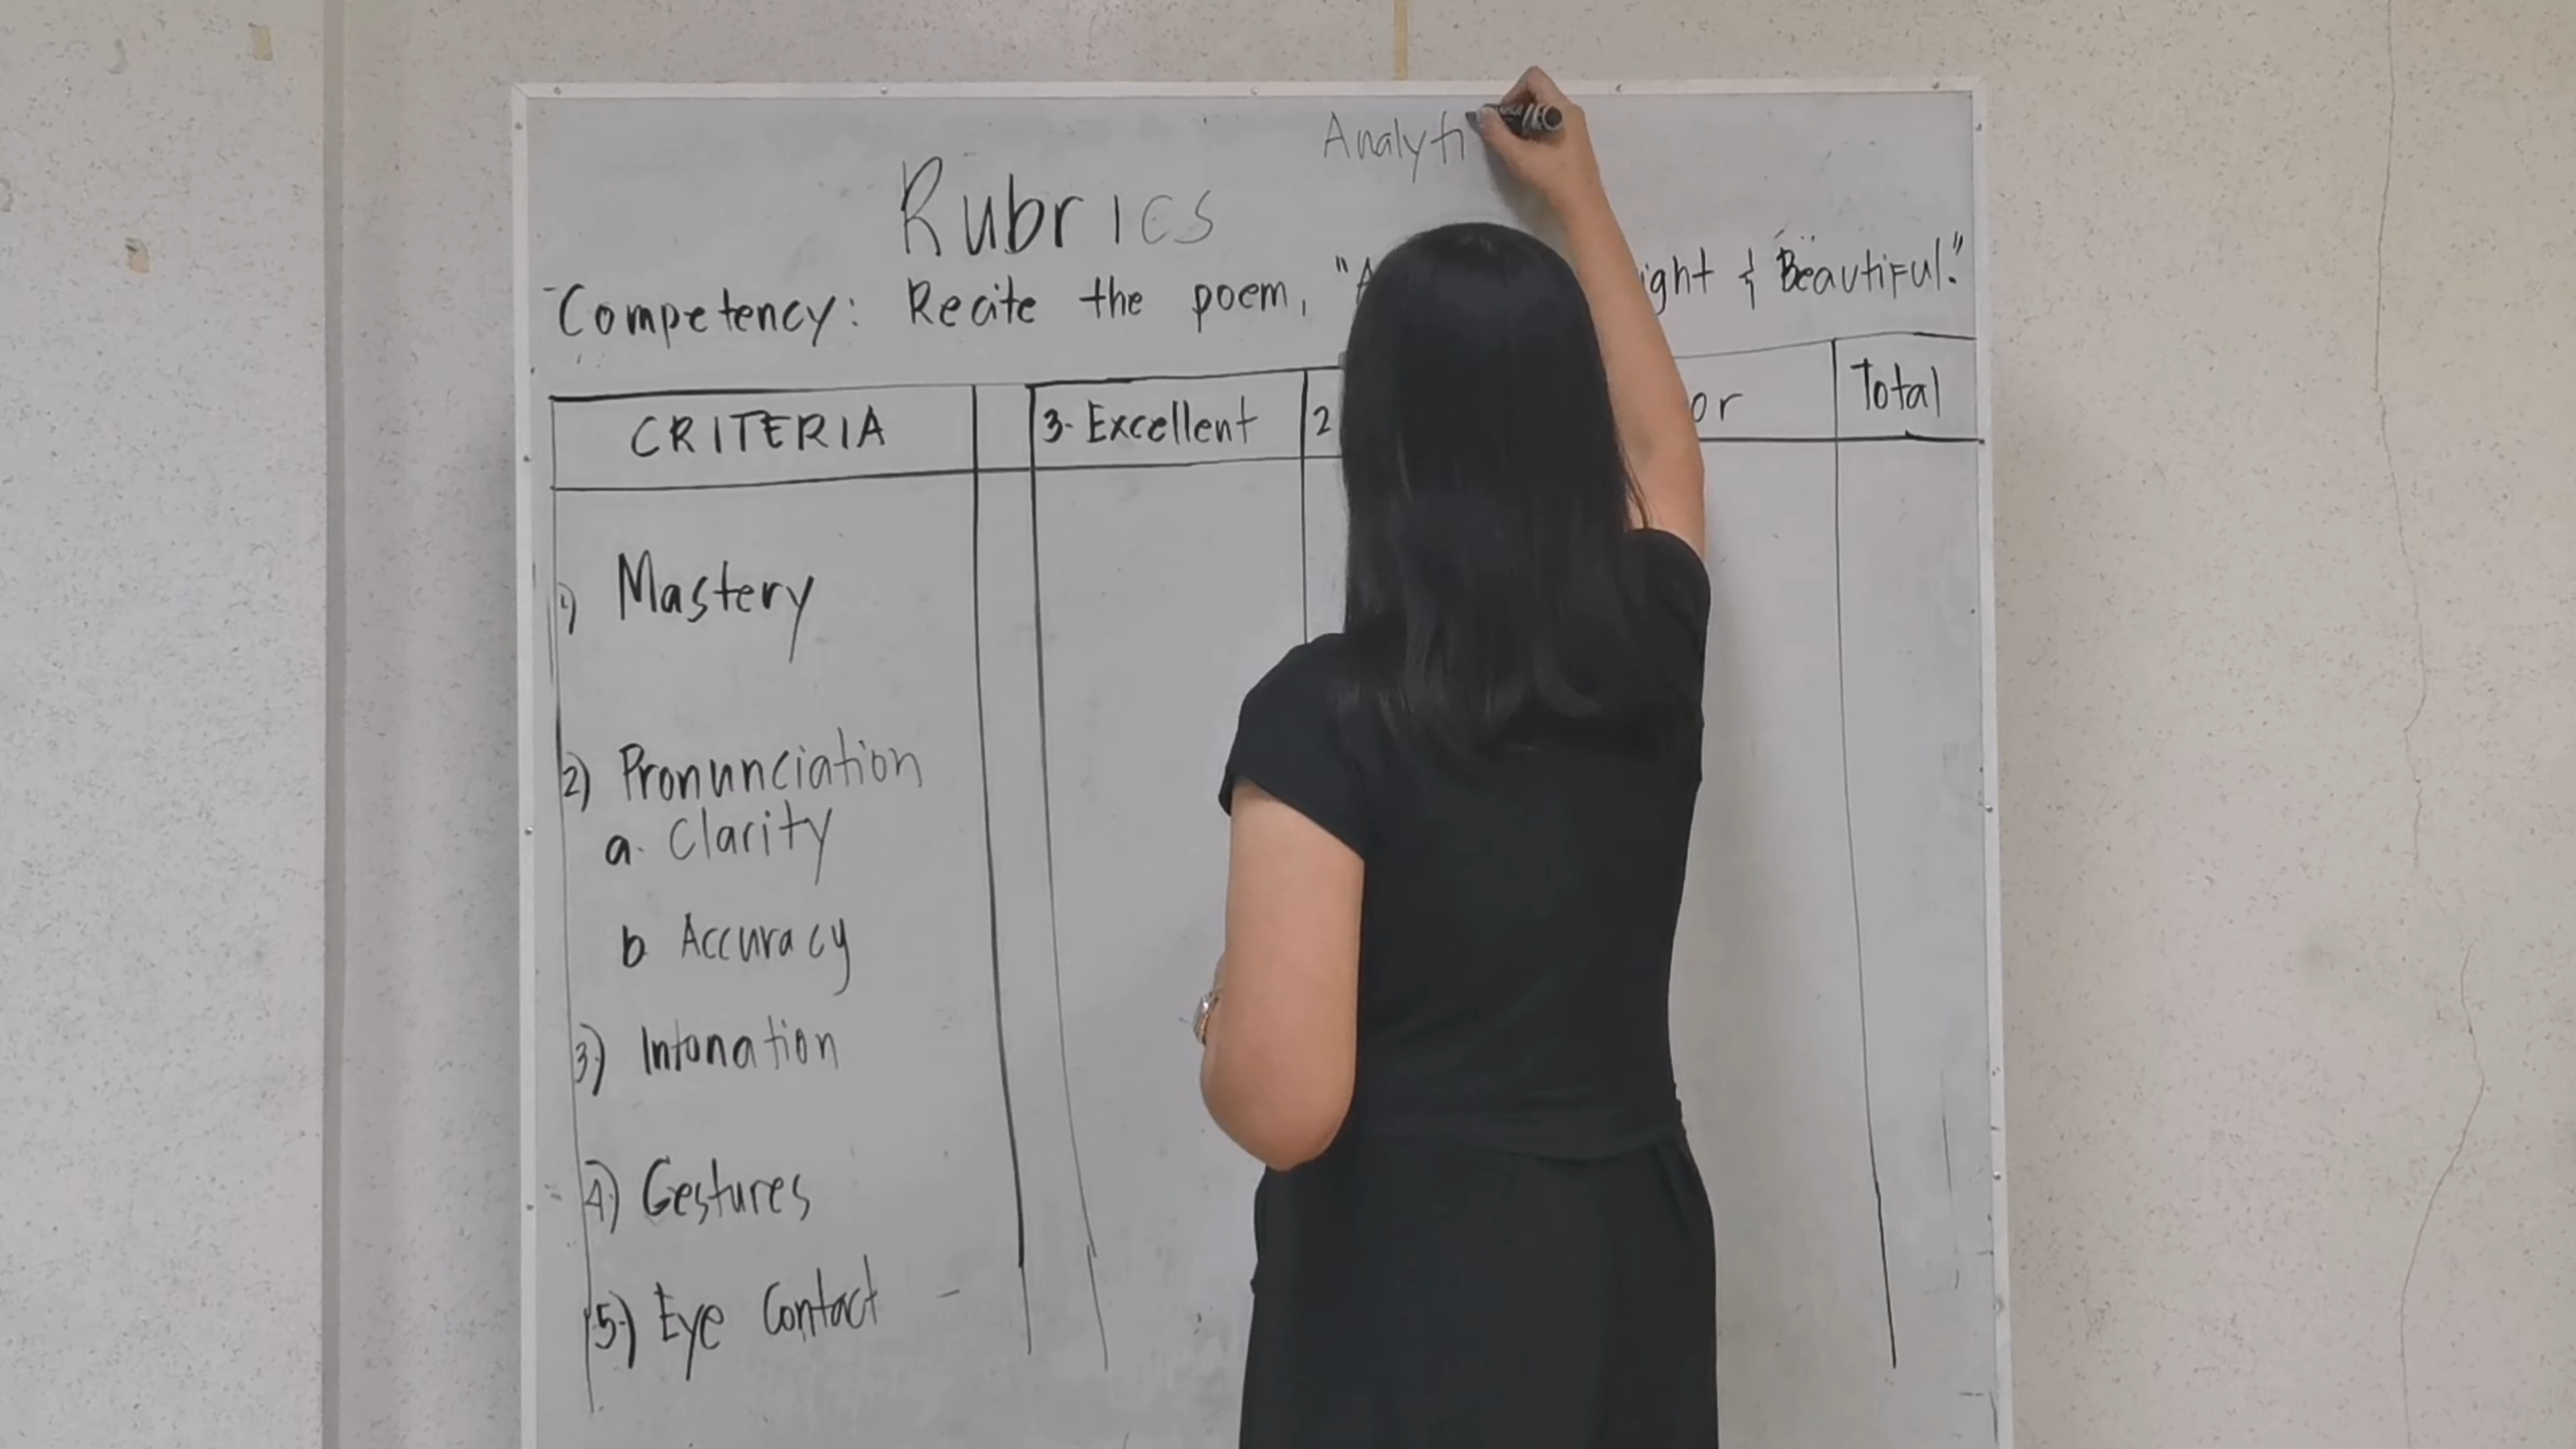 Analyti
Rubrics
Competency: Recite the poem, "A ight & Beautiful."
CRITERIA 3- Excellent 2 or Total
1) Mastery
2) Pronunciation
a. Clarity
b Accuracy
3) Intonation
4) Gestures
5) Eye Contact -